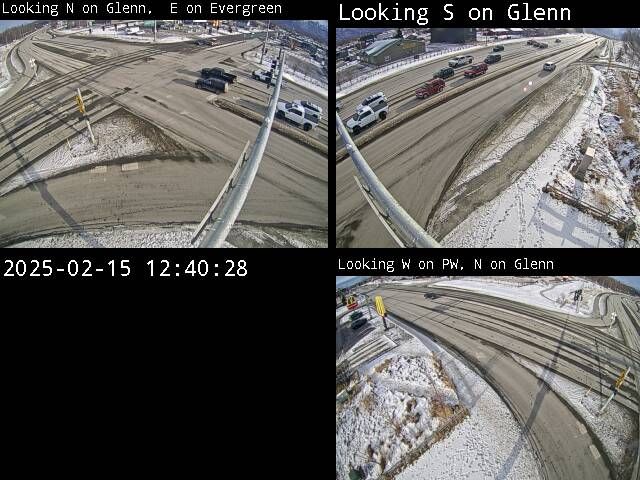 Looking N on Glenn,  E on Evergreen
Looking S on Glenn
2025-02-15 12:40:28
Looking W on PW, N on Glenn